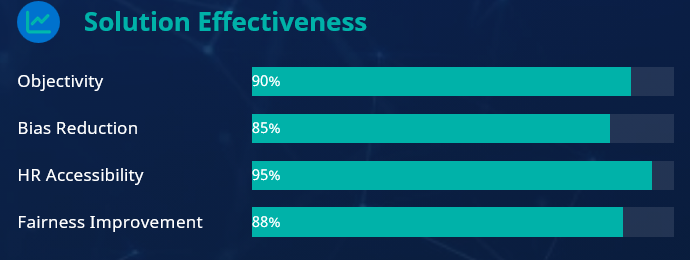 Solution Effectiveness
Objectivity 90%
Bias Reduction 85%
HR Accessibility 95%
Fairness Improvement 88%